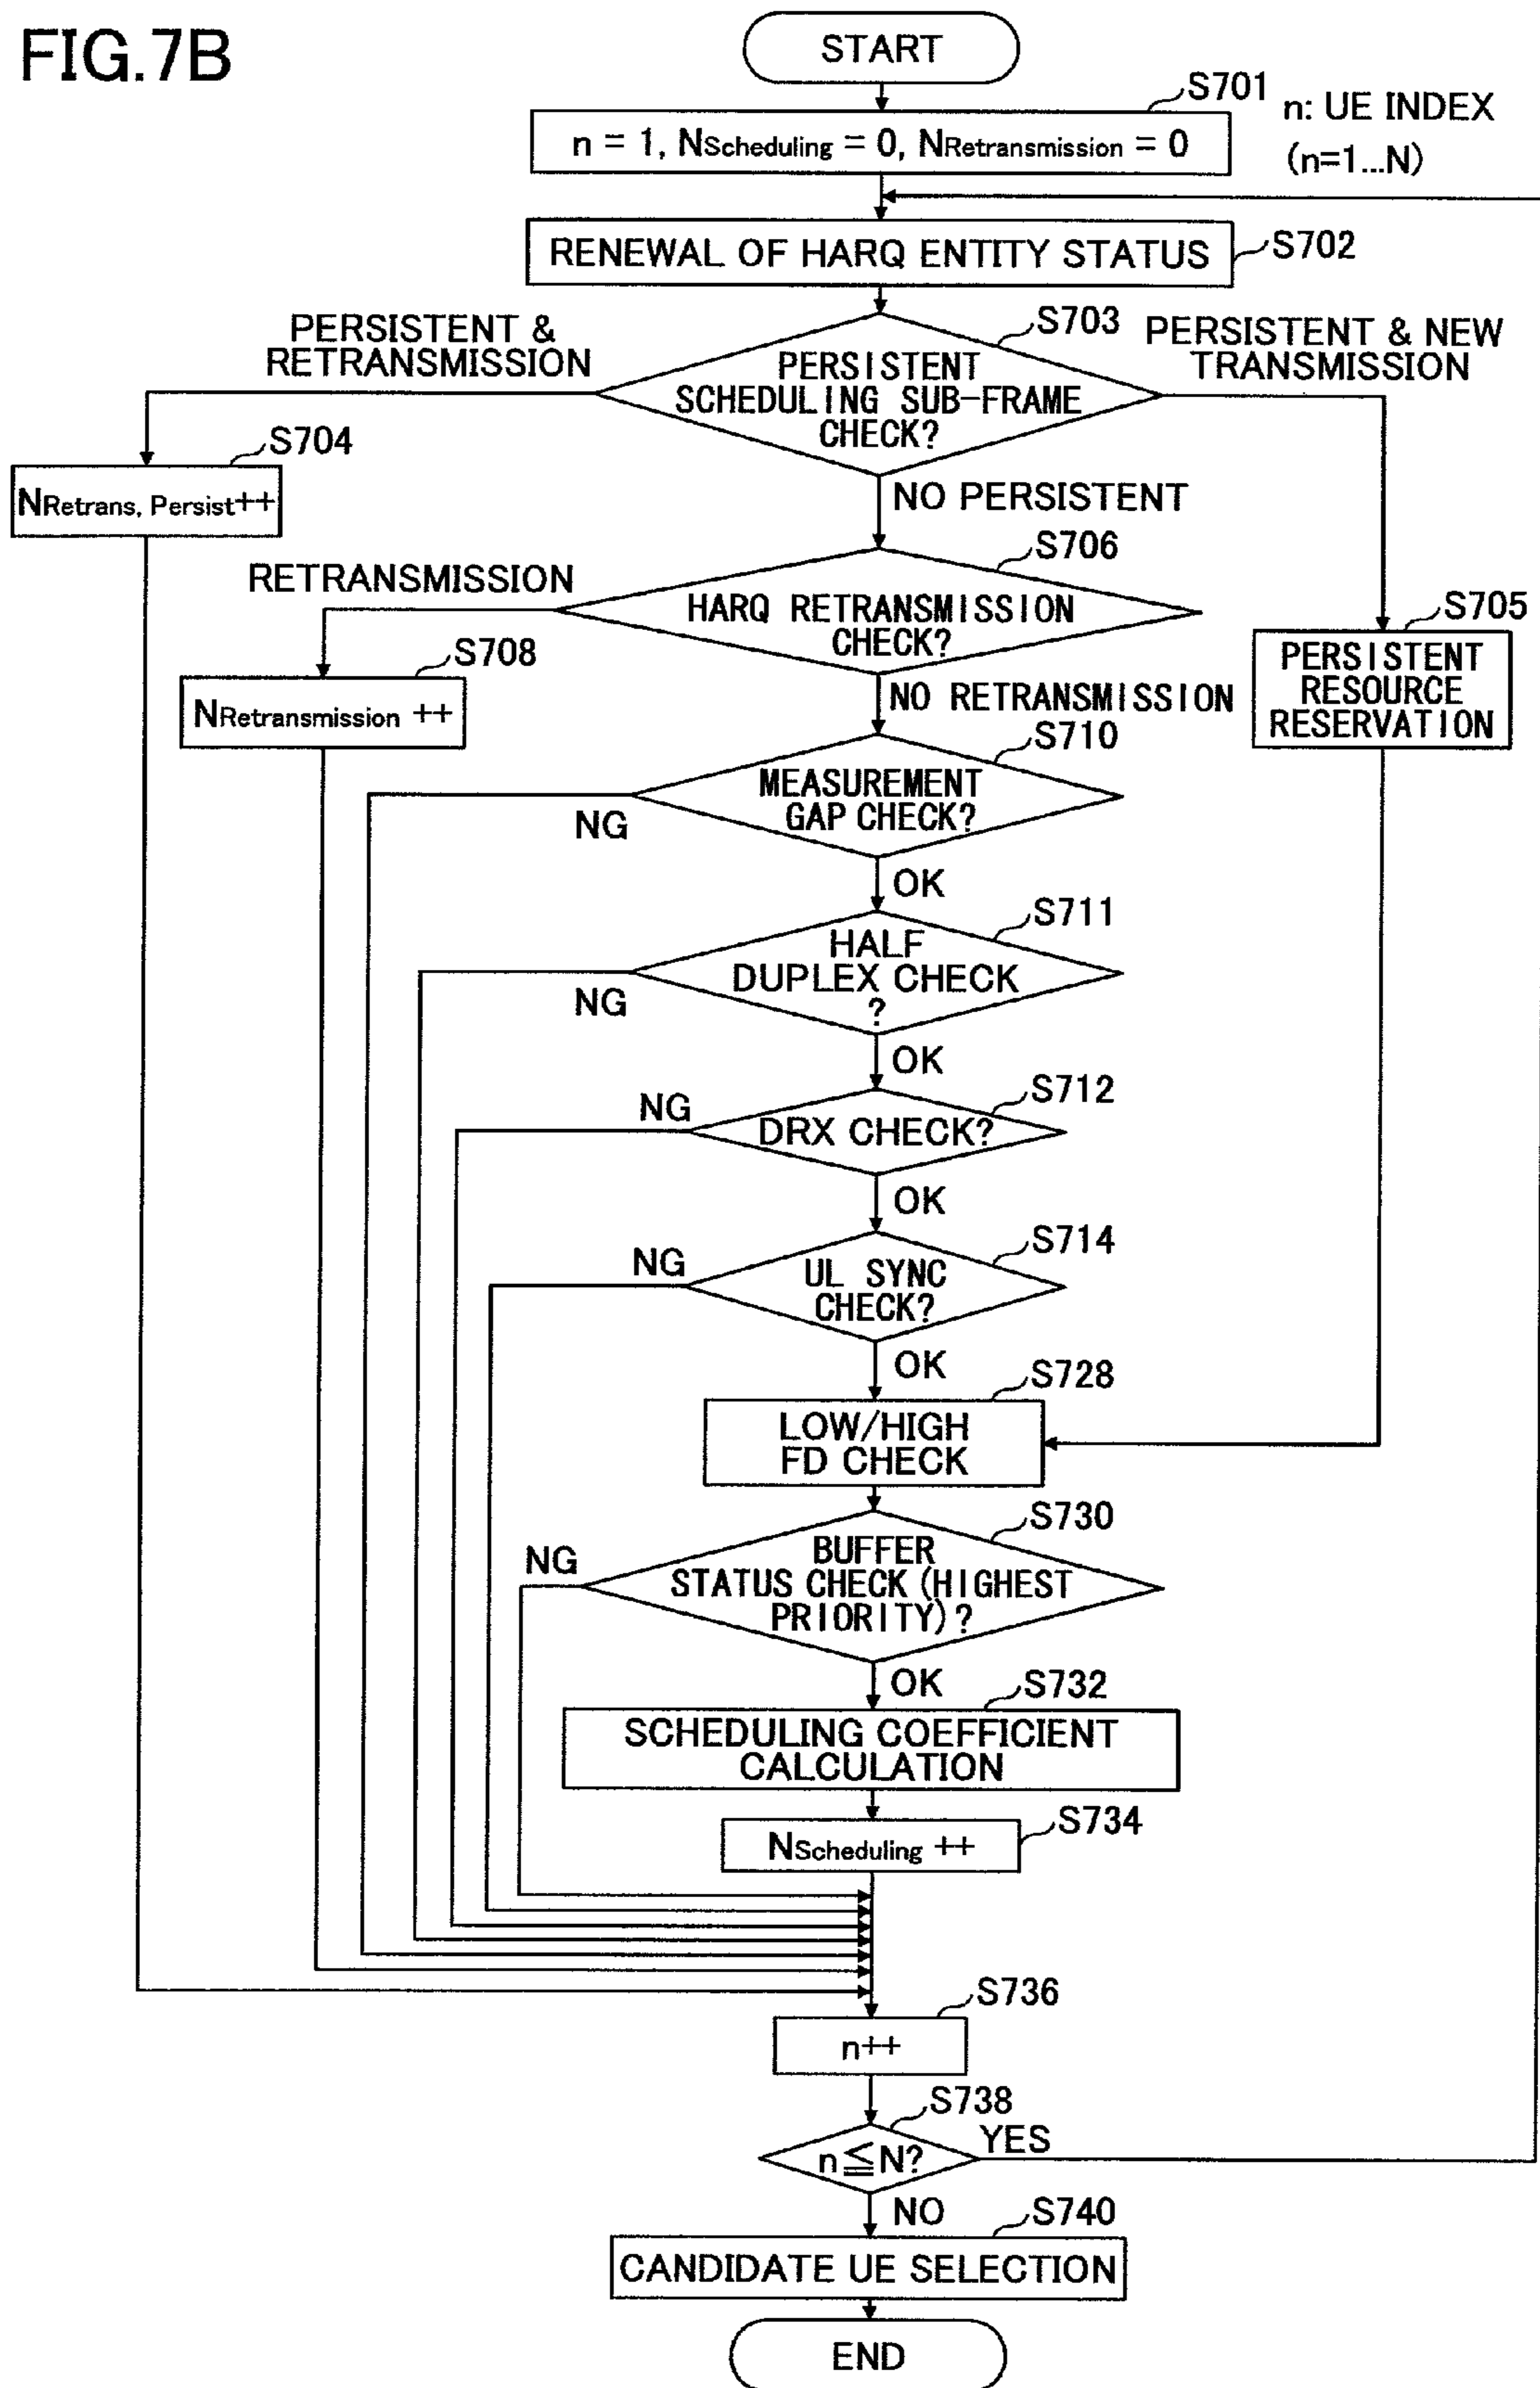 FIG.7B
START
S701
n: UE INDEX
(n=1...N)
n = 1, NScheduling = 0, NRetransmission = 0
RENEWAL OF HARQ ENTITY STATUS
S702
S703
PERSISTENT &
RETRANSMISSION
PERSISTENT & NEW
TRANSMISSION
PERSISTENT
SCHEDULING SUB-FRAME
CHECK?
S704
NRetrans, Persist++
NO PERSISTENT
S706
RETRANSMISSION
HARQ RETRANSMISSION
CHECK?
S705
PERSISTENT
RESOURCE
RESERVATION
S708
NRetransmission ++
NO RETRANSMISSION
S710
MEASUREMENT
GAP CHECK?
NG
OK
S711
HALF
DUPLEX CHECK
?
NG
OK
S712
NG
DRX CHECK?
OK
S714
NG
UL SYNC
CHECK?
OK
S728
LOW/HIGH
FD CHECK
S730
NG
BUFFER
STATUS CHECK (HIGHEST
PRIORITY)?
OK
S732
SCHEDULING COEFFICIENT
CALCULATION
S734
NScheduling ++
S736
n++
S738
n≦N?
YES
NO
S740
CANDIDATE UE SELECTION
END